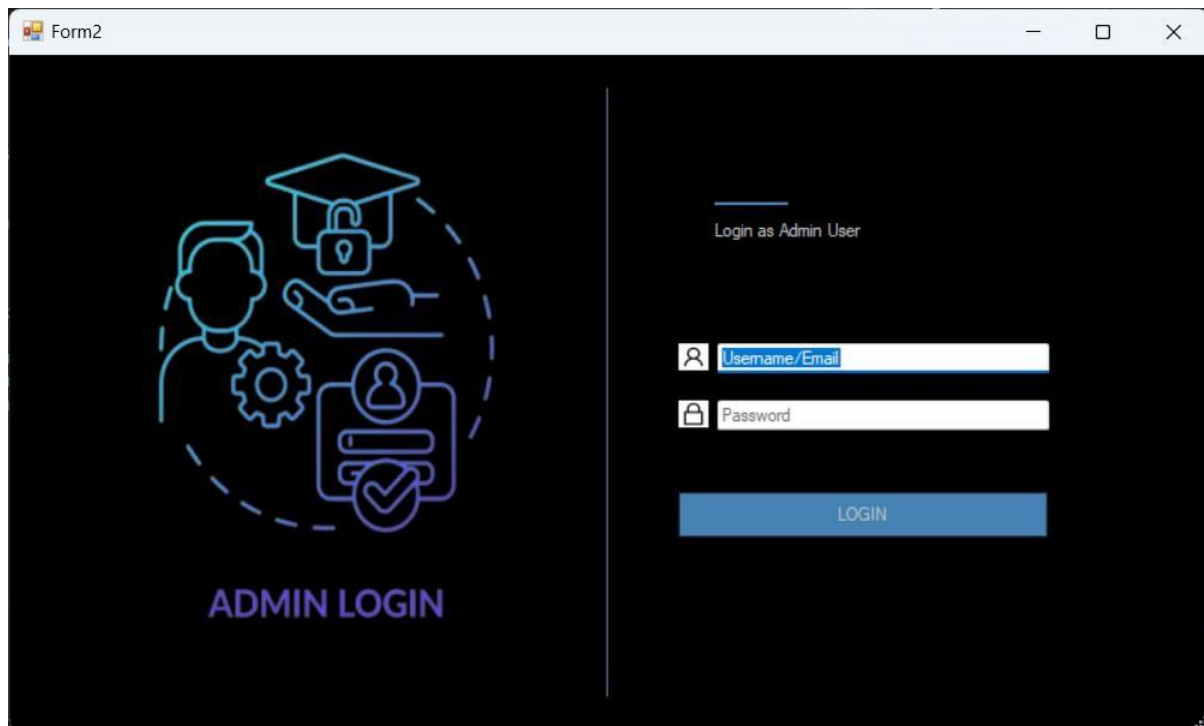 Form2
Login as Admin User
Username/Email
Password
LOGIN
ADMIN LOGIN